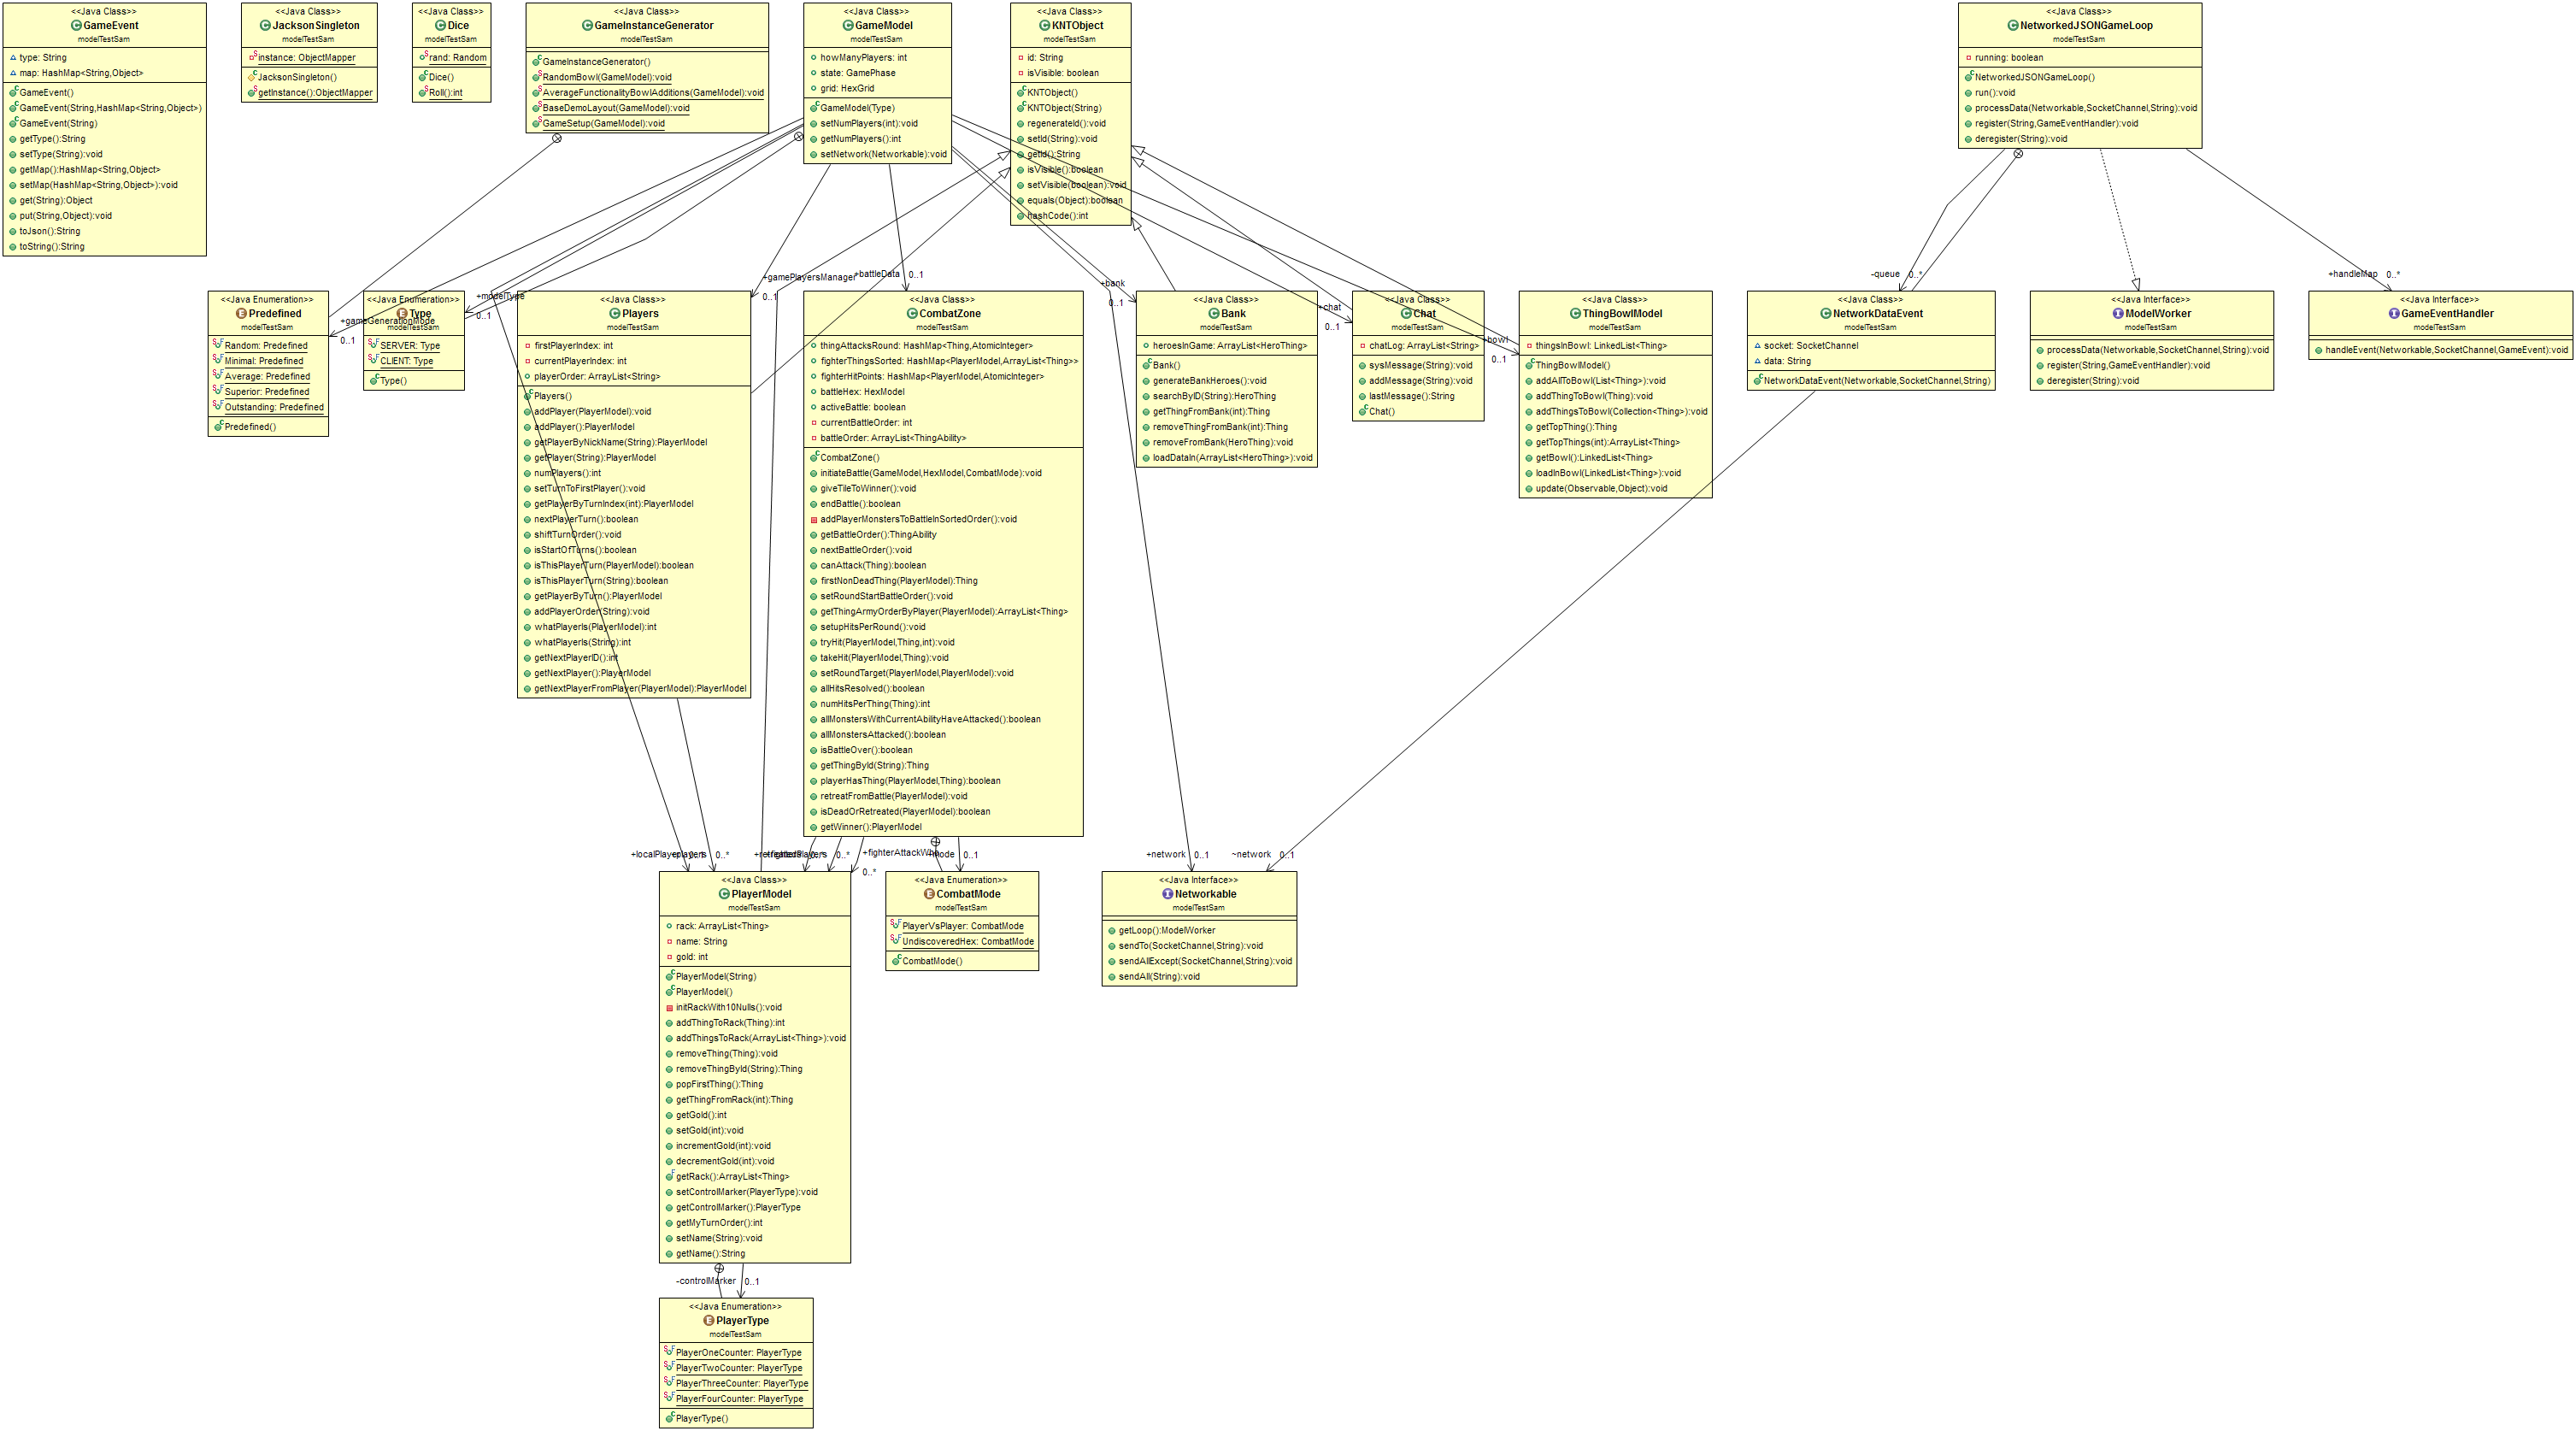 <<Java Class>>
GameEvent
modelTestSam
type: String
map: HashMap<String,Object>
GameEvent()
GameEvent(String,HashMap<String,Object>)
GameEvent(String)
getType():String
setType(String):void
getMap():HashMap<String,Object>
setMap(HashMap<String,Object>):void
get(String):Object
put(String,Object):void
toJson():String
toString():String
<<Java Class>>
JacksonSingleton
modelTestSam
instance: ObjectMapper
JacksonSingleton()
getInstance():ObjectMapper
<<Java Class>>
Dice
modelTestSam
rand: Random
Dice()
Roll():int
<<Java Class>>
GameInstanceGenerator
modelTestSam
GameInstanceGenerator()
RandomBowl(GameModel):void
AverageFunctionalityBowlAdditions(GameModel):void
BaseDemoLayout(GameModel):void
GameSetup(GameModel):void
<<Java Class>>
GameModel
modelTestSam
howManyPlayers: int
state: GamePhase
grid: HexGrid
GameModel(Type)
setNumPlayers(int):void
getNumPlayers():int
setNetwork(Networkable):void
<<Java Class>>
KNTObject
modelTestSam
id: String
isVisible: boolean
KNTObject()
KNTObject(String)
regenerateId():void
setId(String):void
getId():String
isVisible():boolean
setVisible(boolean):void
equals(Object):boolean
hashCode():int
<<Java Class>>
NetworkedJSONGameLoop
modelTestSam
running: boolean
NetworkedJSONGameLoop()
run():void
processData(Networkable,SocketChannel,String):void
register(String,GameEventHandler):void
deregister(String):void
+gamePlayersManager
0..1
+battleData
0..1
+bank
0..1
+chat
0..1
+bowl
0..1
+modelType
0..1
+gameGenerationMode
0..1
-queue
0..*
+handleMap
0..*
<<Java Enumeration>>
Predefined
modelTestSam
Random: Predefined
Minimal: Predefined
Average: Predefined
Superior: Predefined
Outstanding: Predefined
Predefined()
<<Java Enumeration>>
Type
modelTestSam
SERVER: Type
CLIENT: Type
Type()
<<Java Class>>
Players
modelTestSam
firstPlayerIndex: int
currentPlayerIndex: int
playerOrder: ArrayList<String>
Players()
addPlayer(PlayerModel):void
addPlayer():PlayerModel
getPlayerByNickName(String):PlayerModel
getPlayer(String):PlayerModel
numPlayers():int
setTurnToFirstPlayer():void
getPlayerByTurnIndex(int):PlayerModel
nextPlayerTurn():boolean
shiftTurnOrder():void
isStartOfTurns():boolean
isThisPlayerTurn(PlayerModel):boolean
isThisPlayerTurn(String):boolean
getPlayerByTurn():PlayerModel
addPlayerOrder(String):void
whatPlayerIs(PlayerModel):int
whatPlayerIs(String):int
getNextPlayerID():int
getNextPlayer():PlayerModel
getNextPlayerFromPlayer(PlayerModel):PlayerModel
<<Java Class>>
CombatZone
modelTestSam
thingAttacksRound: HashMap<Thing,AtomicInteger>
fighterThingsSorted: HashMap<PlayerModel,ArrayList<Thing>>
fighterHitPoints: HashMap<PlayerModel,AtomicInteger>
battleHex: HexModel
activeBattle: boolean
currentBattleOrder: int
battleOrder: ArrayList<ThingAbility>
CombatZone()
initiateBattle(GameModel,HexModel,CombatMode):void
giveTileToWinner():void
endBattle():boolean
addPlayerMonstersToBattleInSortedOrder():void
getBattleOrder():ThingAbility
nextBattleOrder():void
canAttack(Thing):boolean
firstNonDeadThing(PlayerModel):Thing
setRoundStartBattleOrder():void
getThingArmyOrderByPlayer(PlayerModel):ArrayList<Thing>
setupHitsPerRound():void
tryHit(PlayerModel,Thing,int):void
takeHit(PlayerModel,Thing):void
setRoundTarget(PlayerModel,PlayerModel):void
allHitsResolved():boolean
numHitsPerThing(Thing):int
allMonstersWithCurrentAbilityHaveAttacked():boolean
allMonstersAttacked():boolean
isBattleOver():boolean
getThingById(String):Thing
playerHasThing(PlayerModel,Thing):boolean
retreatFromBattle(PlayerModel):void
isDeadOrRetreated(PlayerModel):boolean
getWinner():PlayerModel
<<Java Class>>
Bank
modelTestSam
heroesInGame: ArrayList<HeroThing>
Bank()
generateBankHeroes():void
searchByID(String):HeroThing
getThingFromBank(int):Thing
removeThingFromBank(int):Thing
removeFromBank(HeroThing):void
loadDataIn(ArrayList<HeroThing>):void
<<Java Class>>
Chat
modelTestSam
chatLog: ArrayList<String>
sysMessage(String):void
addMessage(String):void
lastMessage():String
Chat()
<<Java Class>>
ThingBowlModel
modelTestSam
thingsInBowl: LinkedList<Thing>
ThingBowlModel()
addAllToBowl(List<Thing>):void
addThingToBowl(Thing):void
addThingsToBowl(Collection<Thing>):void
getTopThing():Thing
getTopThings(int):ArrayList<Thing>
getBowl():LinkedList<Thing>
loadInBowl(LinkedList<Thing>):void
update(Observable,Object):void
<<Java Class>>
NetworkDataEvent
modelTestSam
socket: SocketChannel
data: String
NetworkDataEvent(Networkable,SocketChannel,String)
<<Java Interface>>
ModelWorker
modelTestSam
processData(Networkable,SocketChannel,String):void
register(String,GameEventHandler):void
deregister(String):void
<<Java Interface>>
GameEventHandler
modelTestSam
handleEvent(Networkable,SocketChannel,GameEvent):void
+localPlayer
0..*
0..*
+fighterAttackWho
0..*
0..1
+network
0..1
~network
0..1
<<Java Class>>
PlayerModel
modelTestSam
rack: ArrayList<Thing>
name: String
gold: int
PlayerModel(String)
PlayerModel()
initRackWith10Nulls():void
addThingToRack(Thing):int
addThingsToRack(ArrayList<Thing>):void
removeThing(Thing):void
removeThingById(String):Thing
popFirstThing():Thing
getThingFromRack(int):Thing
getGold():int
setGold(int):void
incrementGold(int):void
decrementGold(int):void
getRack():ArrayList<Thing>
setControlMarker(PlayerType):void
getControlMarker():PlayerType
getMyTurnOrder():int
setName(String):void
getName():String
<<Java Enumeration>>
CombatMode
modelTestSam
PlayerVsPlayer: CombatMode
UndiscoveredHex: CombatMode
CombatMode()
<<Java Interface>>
Networkable
modelTestSam
getLoop():ModelWorker
sendTo(SocketChannel,String):void
sendAllExcept(SocketChannel,String):void
sendAll(String):void
-controlMarker
0..1
<<Java Enumeration>>
PlayerType
modelTestSam
PlayerOneCounter: PlayerType
PlayerTwoCounter: PlayerType
PlayerThreeCounter: PlayerType
PlayerFourCounter: PlayerType
PlayerType()